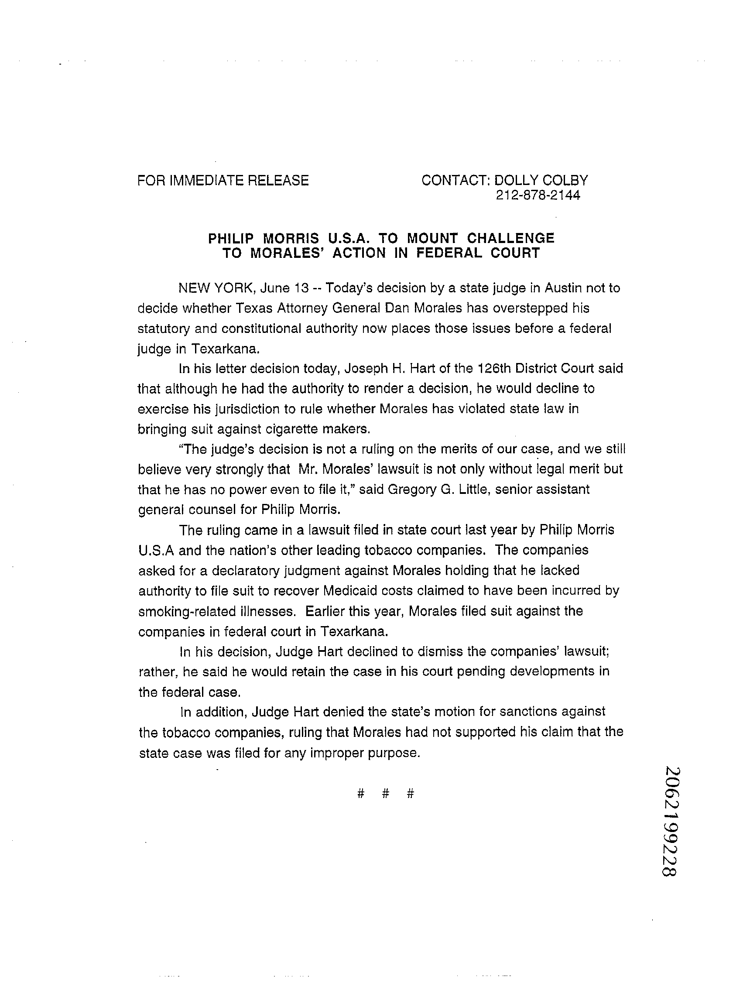 FOR IMMEDIATE RELEASE CONTACT: DOLLY COLBY
212-878-2144
PHILIP MORRIS U.S.A. TO MOUNT CHALLENGE
TO MORALES' ACTION IN FEDERAL COURT
NEW YORK, June 13 -- Today's decision by a state judge in Austin not to
decide whether Texas Attorney General Dan Morales has overstepped his
statutory and constitutional authority now places those issues before a federal
judge in Texarkana.
In his letter decision today, Joseph H. Hart of the 126th District Court said
that although he had the authority to render a decision, he would decline to
exercise his jurisdiction to rule whether Morales has violated state law in
bringing suit against cigarette makers.
"The judge's decision is not a ruling on the merits of our case, and we still
believe very strongly that Mr. Morales' lawsuit is not only without legal merit but
that he has no power even to file it," said Gregory G. Little, senior assistant
general counsel for Philip Morris.
The ruling came in a lawsuit filed in state court last year by Philip Morris
U.S.A and the nation's other leading tobacco companies. The companies
asked for a declaratory judgment against Morales holding that he lacked
authority to file suit to recover Medicaid costs claimed to have been incurred by
smoking-related illnesses. Earlier this year, Morales filed suit against the
companies in federal court in Texarkana.
In his decision, Judge Hart declined to dismiss the companies' lawsuit;
rather, he said he would retain the case in his court pending developments in
the federal case.
In addition, Judge Hart denied the state's motion for sanctions against
the tobacco companies, ruling that Morales had not supported his claim that the
state case was filed for any improper purpose.
# # #
2062199228